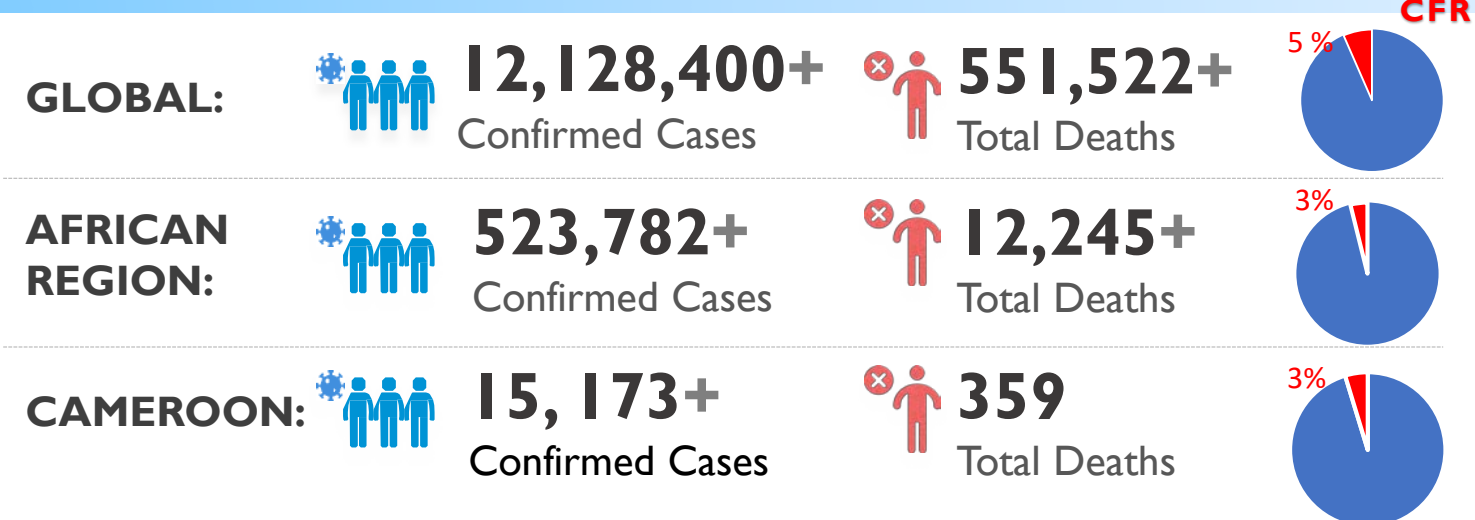 CFR
GLOBAL:
12,128,400+
Confirmed Cases
551,522+
Total Deaths
5 %
AFRICAN
REGION:
523,782+
Confirmed Cases
12,245+
Total Deaths
3%
CAMEROON:
15, 173+
Confirmed Cases
359
Total Deaths
3%